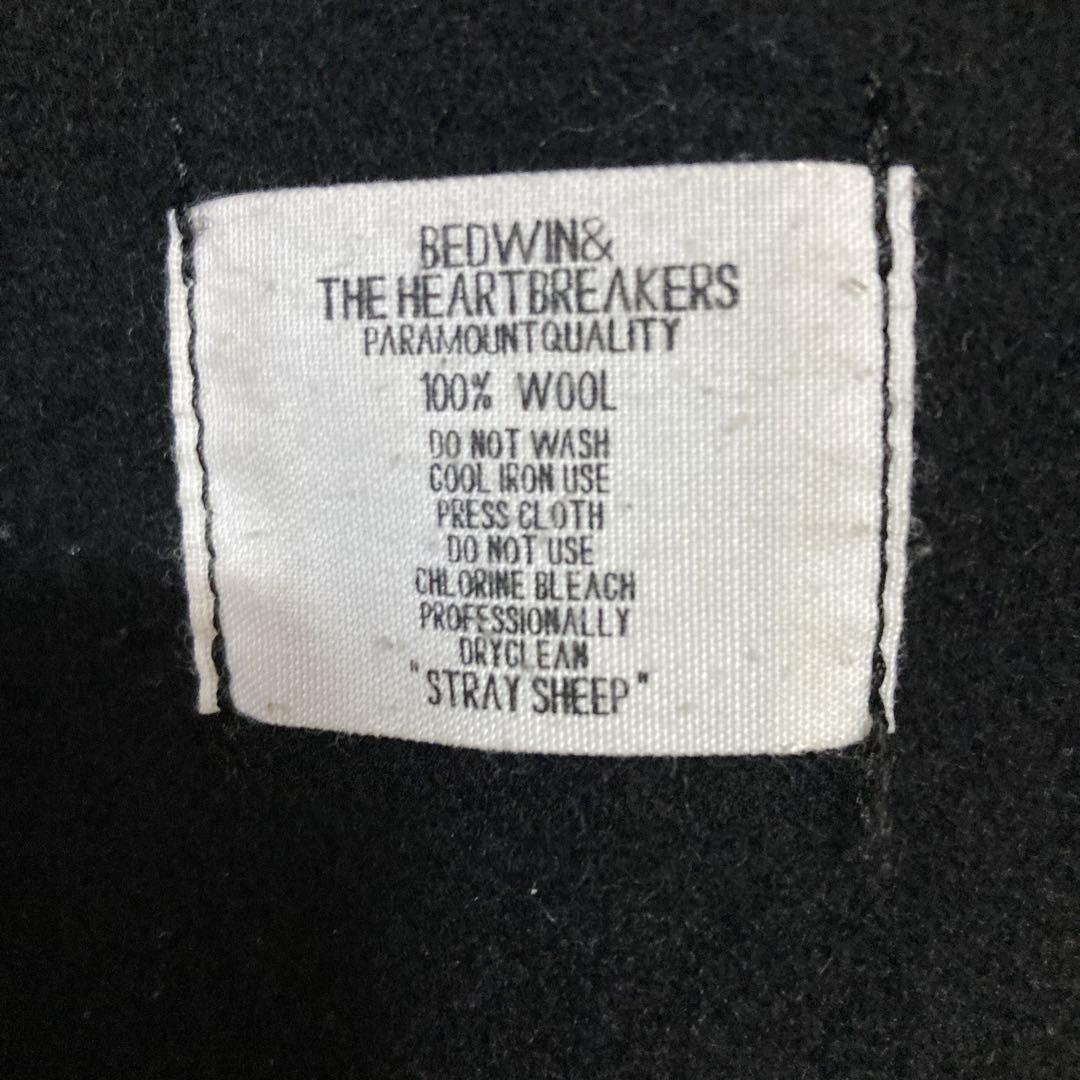 BEDWIN&
THE HEARTBREAKERS
PARAMOUNTQUALITY
100% WOOL
DO NOT WASH
COOL IRON USE
PRESS CLOTH
DO NOT USE
CHLORINE BLEACH
PROFESSIONALLY
DRYCLEAN
"STRAY SHEEP"